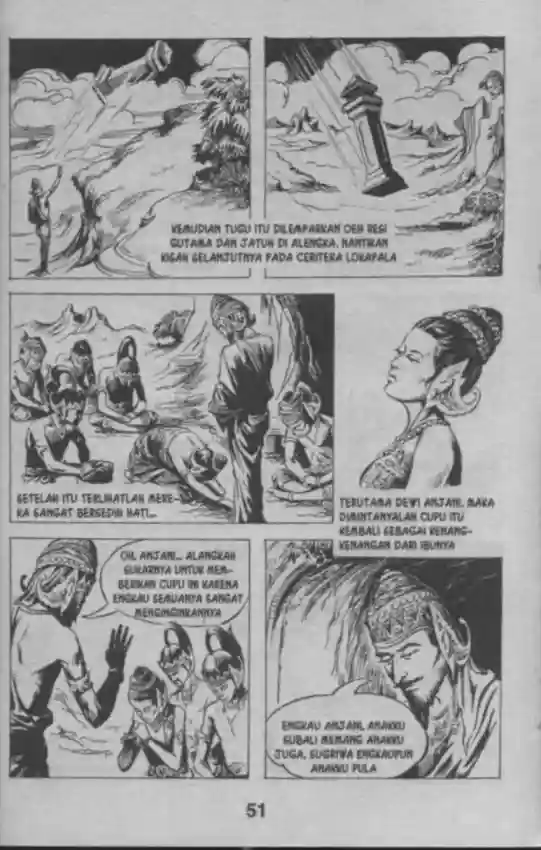 KEMUDIAN TUGU ITU DILEMPARKAN OEH RESI
GUTAMA DAN JATUH DI ALENGKA. NANTIKAN
KISAH SELANJUTNYA PADA CERITERA LOKAPALA
SETELAH ITU TERLIHATLAH MERE-
KA SANGAT BERSEDIH HATI...
TERUTAMA DEWI ANJANI. MAKA
DIMINTANYALAH CUPU ITU
KEMBALI SEBAGAI KENANG-
KENANGAN DARI IBUNYA
OH, ANJANI... ALANGKAH
SUKARNYA UNTUK MEM-
BERIKAN CUPU INI KARENA
ENGKAU SEMUANYA SANGAT
MENGINGINKANNYA
ENGKAU ANJANI, ANAKKU
SUBALI MEMANG ANAKKU
JUGA, SUGRIWA ENGKAUPUN
ANAKKU PULA
51